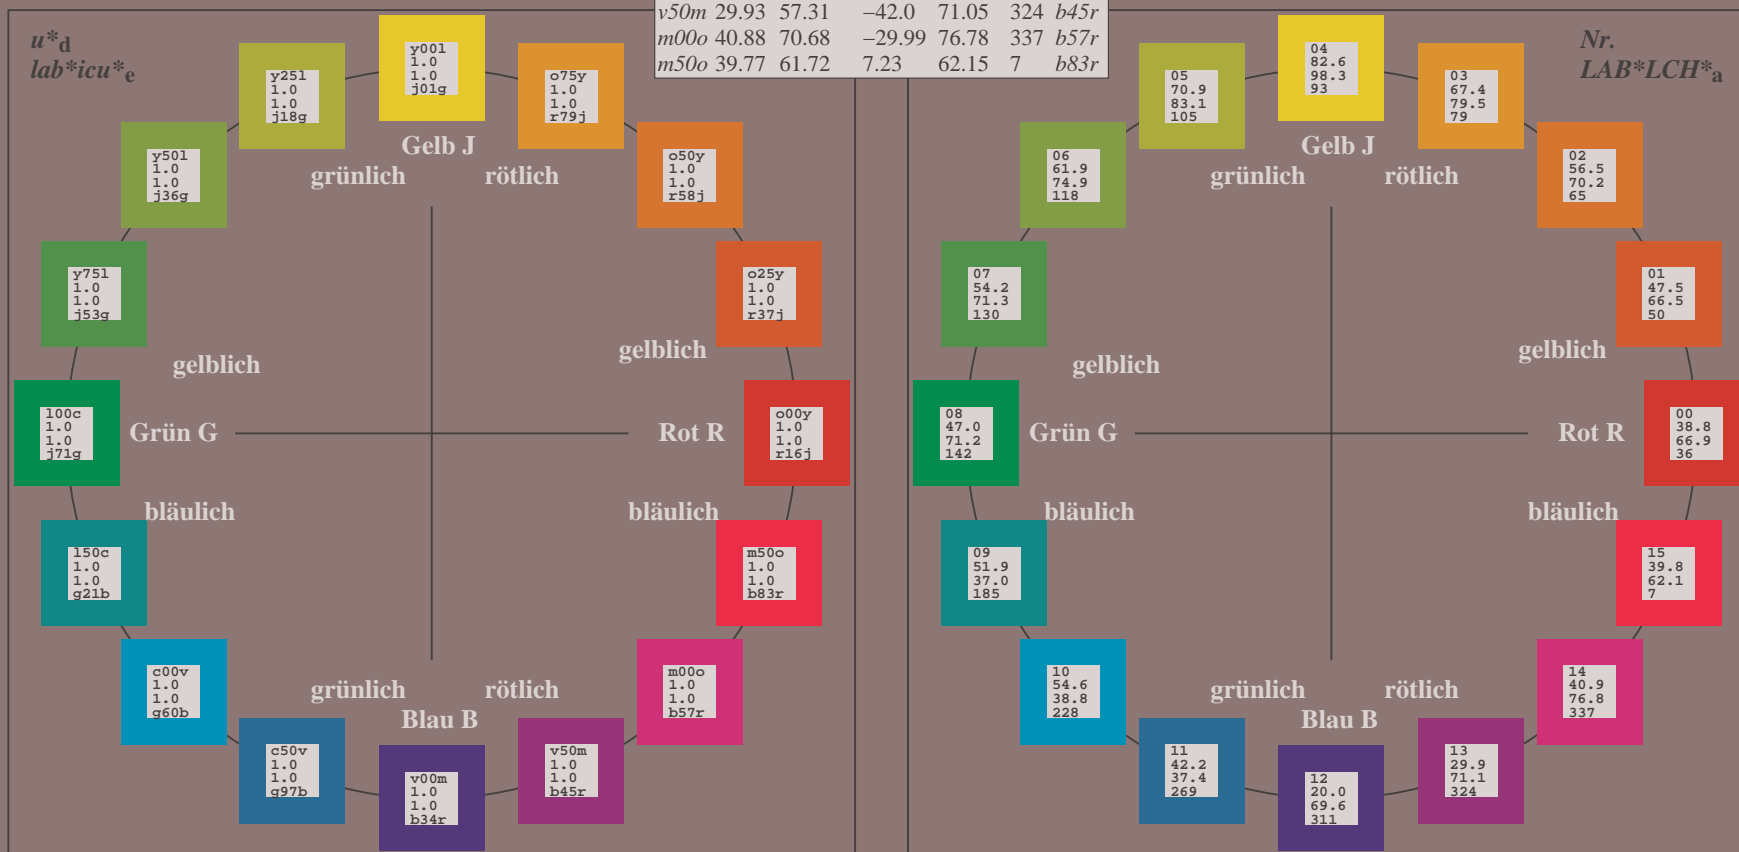 v50m 29.93 57.31 −42.0 71.05 324 b45r
m00o 40.88 70.68 −29.99 76.78 337 b57r
m50o 39.77 61.72 7.23 62.15 7 b83r
u*d
lab*icu*e
y00l
1.0
1.0
j01g
y25l
1.0
1.0
j18g
o75y
1.0
1.0
r79j
y50l
1.0
1.0
j36g
o50y
1.0
1.0
r58j
Gelb J
grünlich rötlich
y75l
1.0
1.0
j53g
o25y
1.0
1.0
r37j
gelblich gelblich
l00c
1.0
1.0
j71g
Grün G Rot R
o00y
1.0
1.0
r16j
bläulich bläulich
l50c
1.0
1.0
g21b
m50o
1.0
1.0
b83r
c00v
1.0
1.0
g60b
m00o
1.0
1.0
b57r
grünlich rötlich
Blau B
c50v
1.0
1.0
g97b
v00m
1.0
1.0
b34r
v50m
1.0
1.0
b45r
Nr.
LAB*LCH*a
04
82.6
98.3
93
05
70.9
83.1
105
03
67.4
79.5
79
06
61.9
74.9
118
02
56.5
70.2
65
Gelb J
grünlich rötlich
07
54.2
71.3
130
01
47.5
66.5
50
gelblich gelblich
08
47.0
71.2
142
Grün G Rot R
00
38.8
66.9
36
bläulich bläulich
09
51.9
37.0
185
15
39.8
62.1
7
10
54.6
38.8
228
14
40.9
76.8
337
grünlich rötlich
Blau B
11
42.2
37.4
269
12
20.0
69.6
311
13
29.9
71.1
324